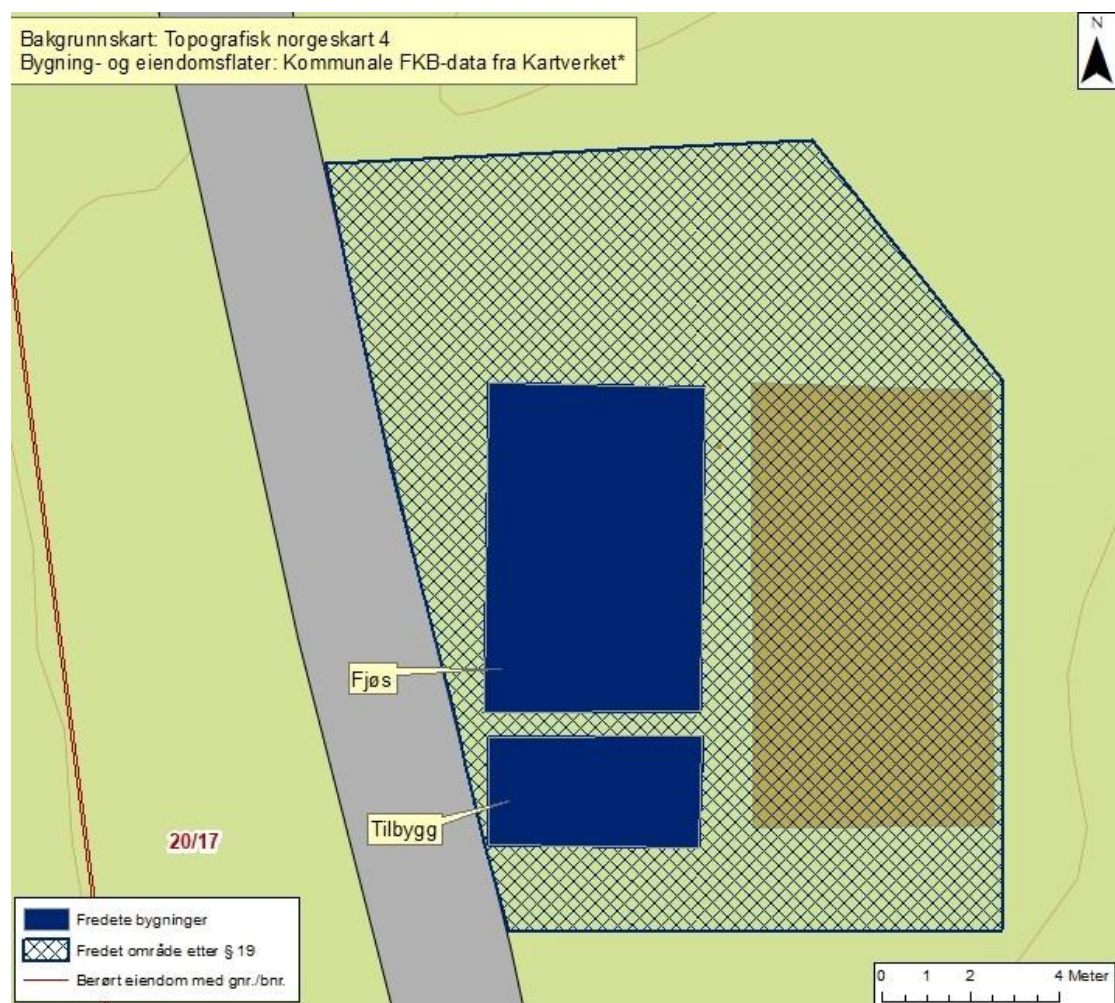 Bakgrunnskart: Topografisk norgeskart 4
Bygning- og eiendomsflater: Kommunale FKB-data fra Kartverket*
N
Fjøs
Tilbygg
20/17
Fredete bygninger
Fredet område etter § 19
Berørt eiendom med gnr./bnr.
0 1 2 4 Meter